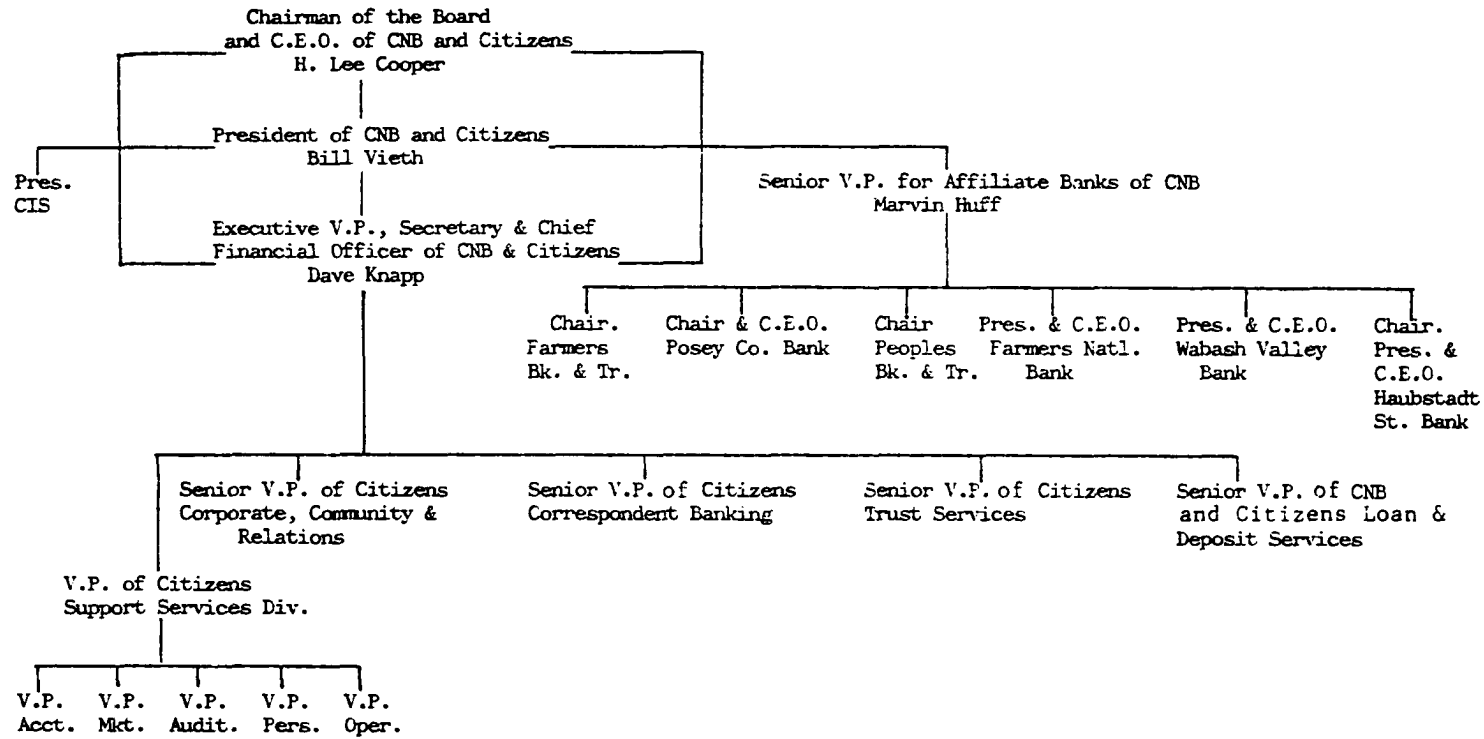 Chairman of the Board
and C.E.O. of CNB and Citizens
H. Lee Cooper
President of CNB and Citizens
Bill Vieth
Pres.
CIS
Senior V.P. for Affiliate Banks of CNB
Marvin Huff
Executive V.P., Secretary & Chief
Financial Officer of CNB & Citizens
Dave Knapp
Chair.
Farmers
Bk. & Tr.
Chair & C.E.O.
Posey Co. Bank
Chair
Peoples
Bk. & Tr.
Pres. & C.E.O.
Farmers Natl.
Bank
Pres. & C.E.O.
Wabash Valley
Bank
Chair.
Pres. &
C.E.O.
Haubstadt
St. Bank
Senior V.P. of Citizens
Corporate, Community &
Relations
Senior V.P. of Citizens
Correspondent Banking
Senior V.P. of Citizens
Trust Services
Senior V.P. of CNB
and Citizens Loan &
Deposit Services
V.P. of Citizens
Support Services Div.
V.P.
Acct.
V.P.
Mkt.
V.P.
Audit.
V.P.
Pers.
V.P.
Oper.